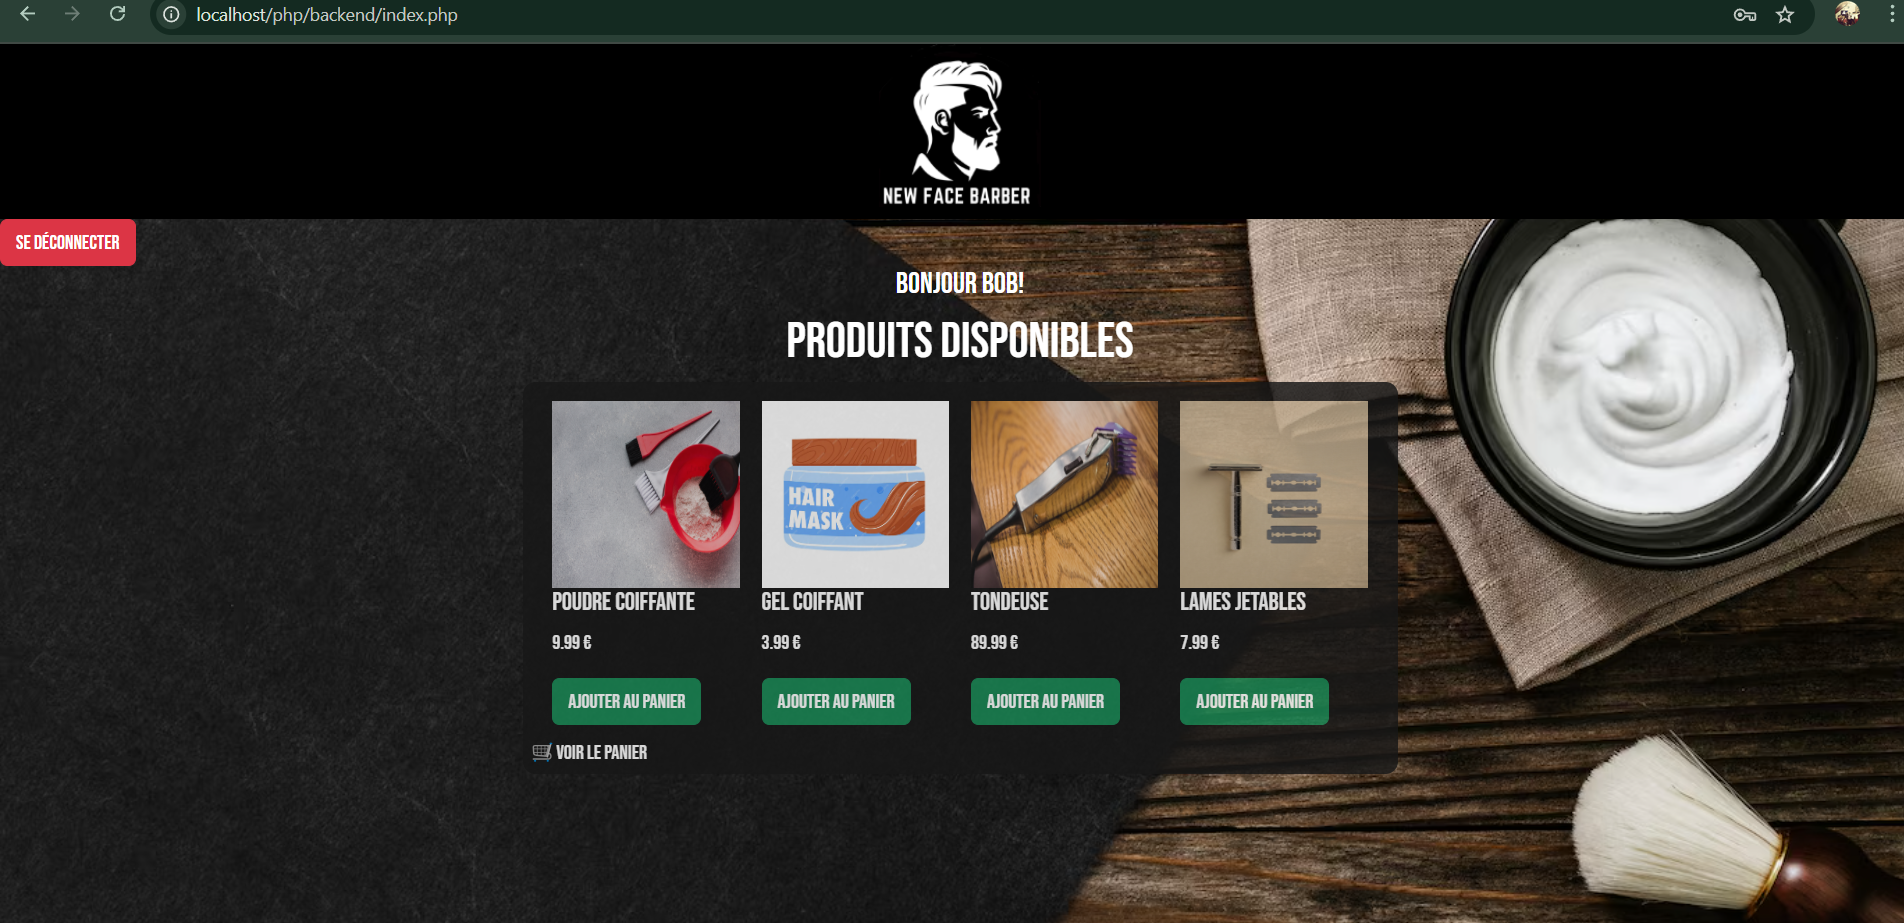 localhost/php/backend/index.php
NEW FACE BARBER
SE DÉCONNECTER
BONJOUR BOB!
PRODUITS DISPONIBLES
HAIR
MASK
POUDRE COIFFANTE
GEL COIFFANT
TONDEUSE
LAMES JETABLES
9.99 €
3.99 €
89.99 €
7.99 €
AJOUTER AU PANIER
AJOUTER AU PANIER
AJOUTER AU PANIER
AJOUTER AU PANIER
🛒 VOIR LE PANIER